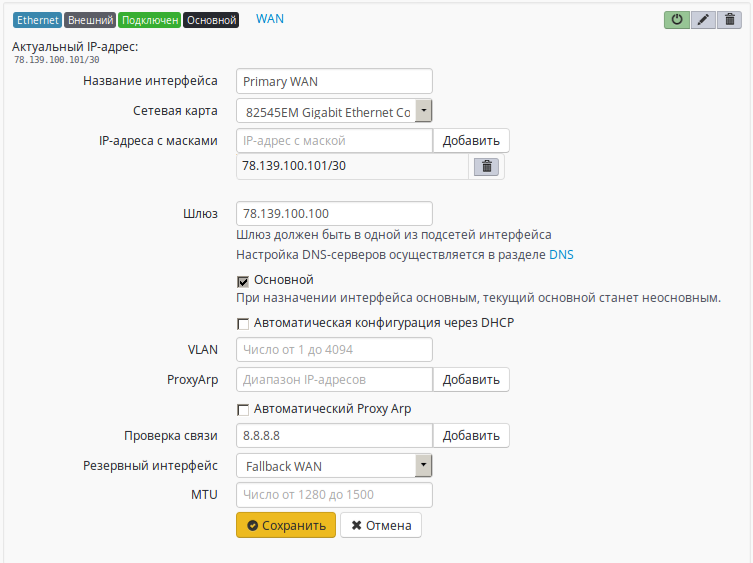 Ethernet Внешний Подключен Основной WAN
Актуальный IP-адрес:
78.139.100.101/30
Название интерфейса Primary WAN
Сетевая карта 82545EM Gigabit Ethernet Co
IP-адреса с масками IP-адрес с маской Добавить
78.139.100.101/30
Шлюз 78.139.100.100
Шлюз должен быть в одной из подсетей интерфейса
Настройка DNS-серверов осуществляется в разделе DNS
Основной
При назначении интерфейса основным, текущий основной станет неосновным.
Автоматическая конфигурация через DHCP
VLAN Число от 1 до 4094
ProxyArp Диапазон IP-адресов Добавить
Автоматический Proxy Arp
Проверка связи 8.8.8.8 Добавить
Резервный интерфейс Fallback WAN
MTU Число от 1280 до 1500
Сохранить Отмена